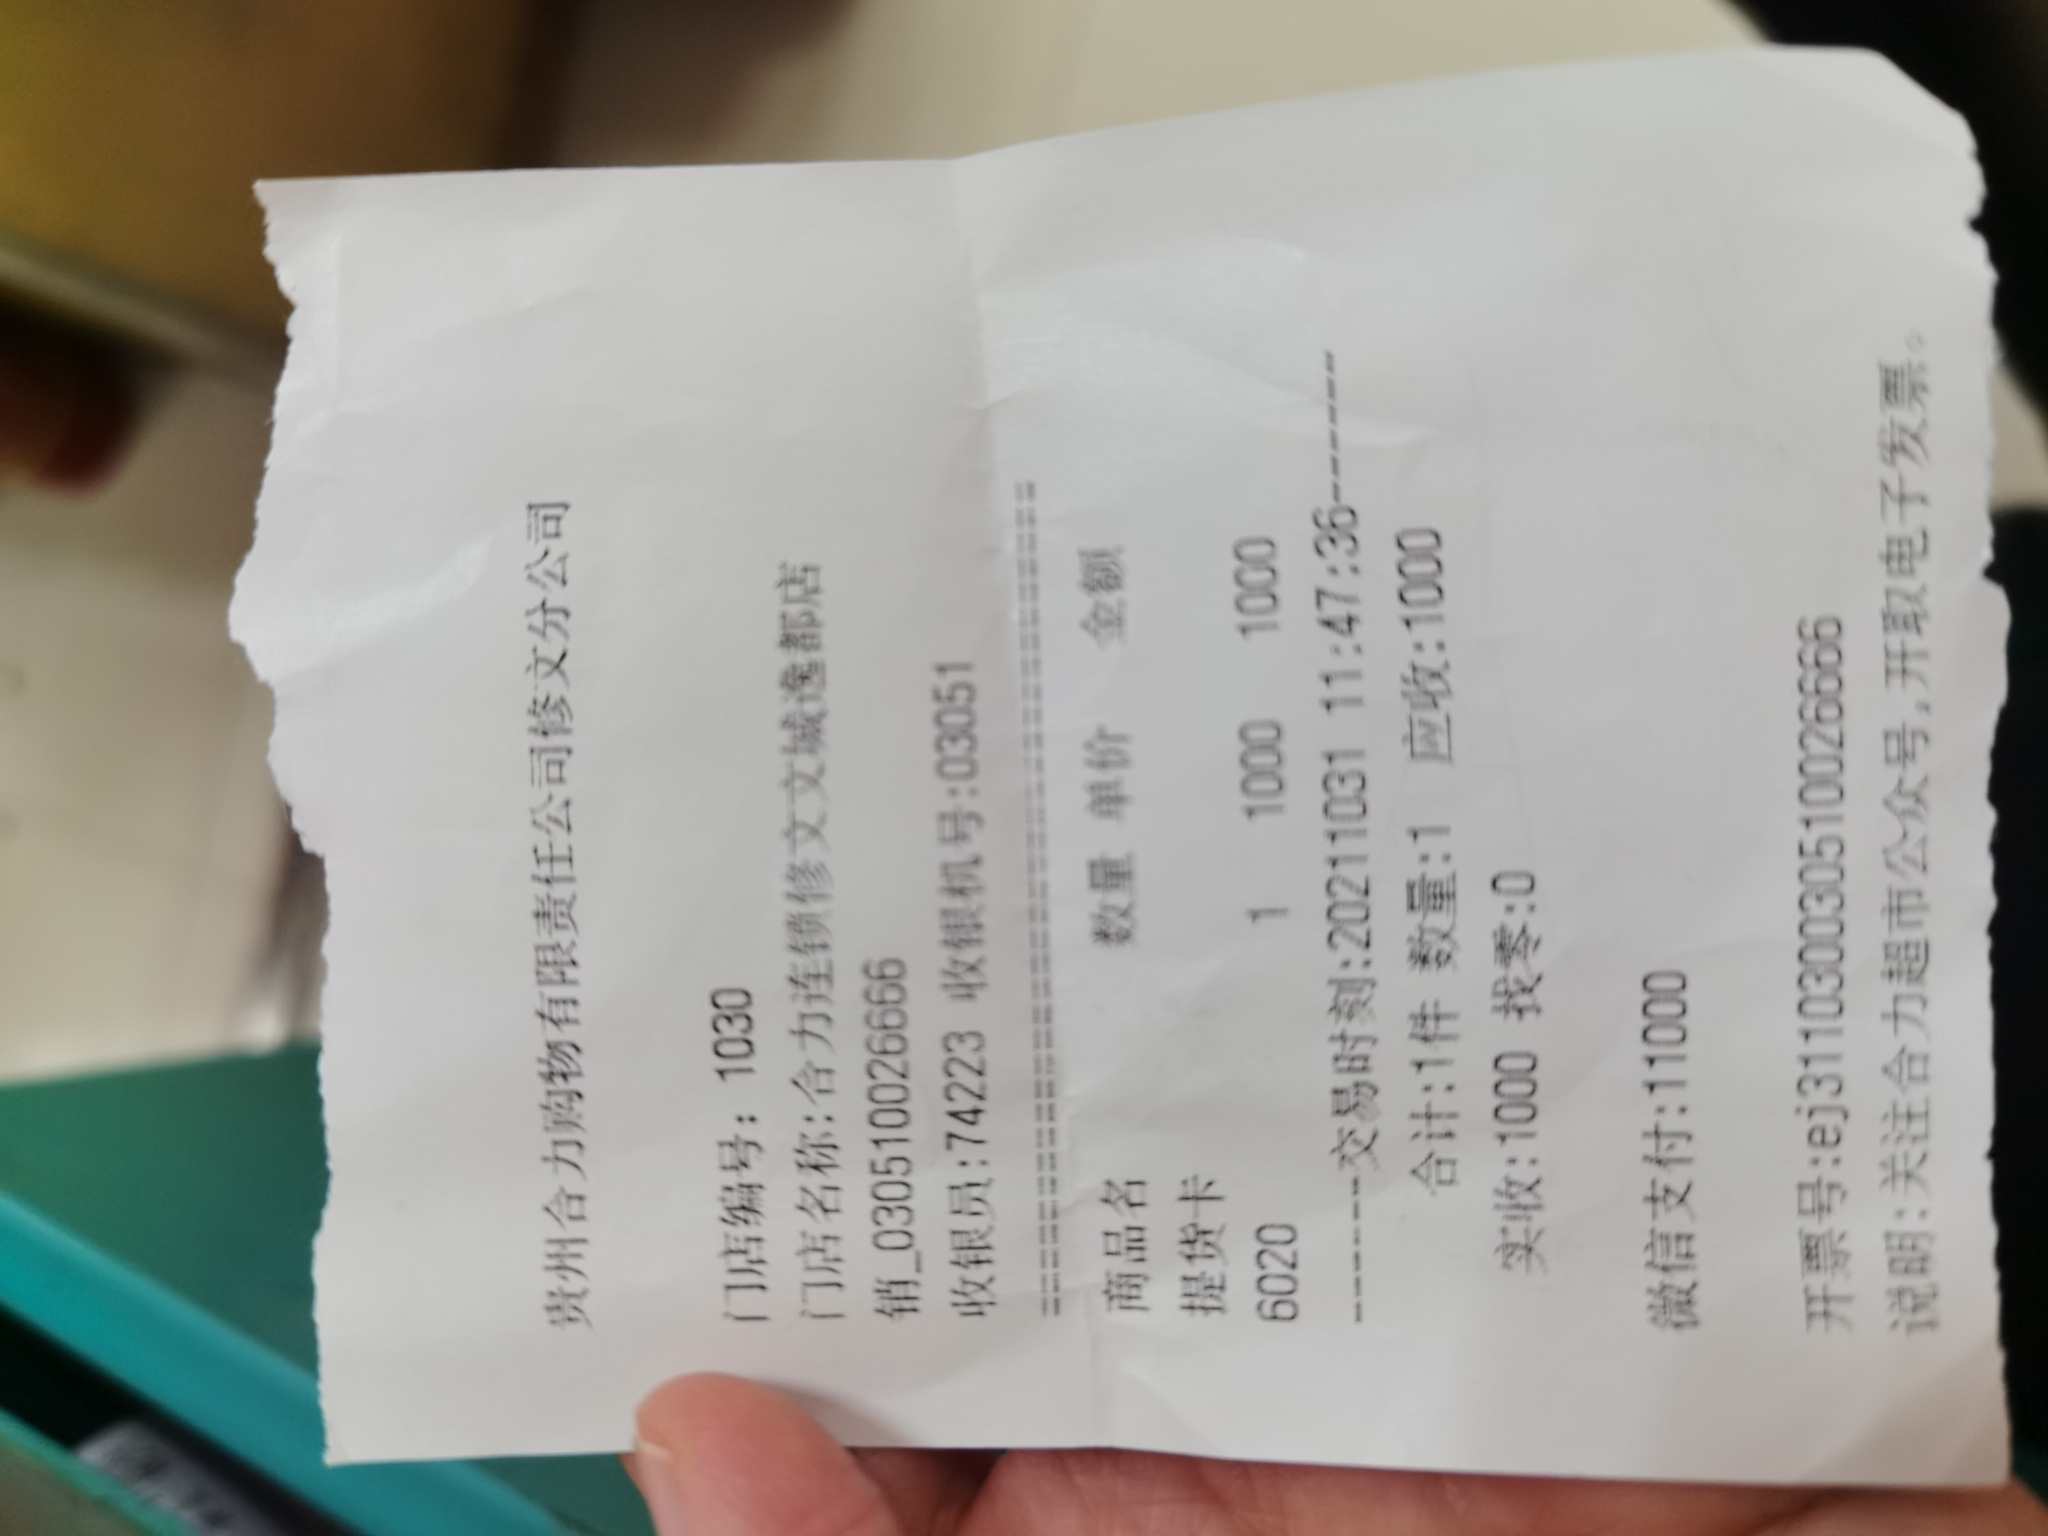 贵州合力购物有限责任公司修文分公司
门店编号: 1030
门店名称:合力连锁修文文城逸都店
销_030510026666
收银员:74223 收银机号:03051
==============================
商品名 数量 单价 金额
提货卡
6020 1 1000 1000
-------交易时刻:20211031 11:47:36-------
合计:1件 数量:1 应收:1000
实收:1000 找零:0
微信支付:11000
开票号:ej3110300305100​26666
说明:关注合力超市公众号,开取电子发票。